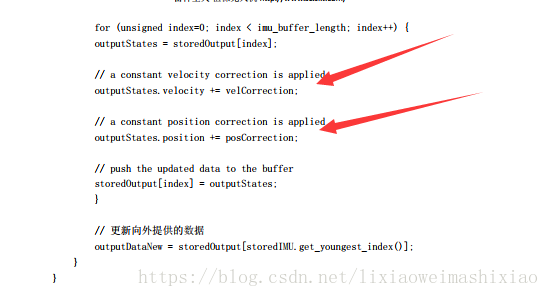 for (unsigned index=0; index < imu_buffer_length; index++) {
outputStates = storedOutput[index];
// a constant velocity correction is applied
outputStates.velocity += velCorrection;
// a constant position correction is applied
outputStates.position += posCorrection;
// push the updated data to the buffer
storedOutput[index] = outputStates;
}
// 更新向外提供的数据
outputDataNew = storedOutput[storedIMU.get_youngest_index()];
}
}
https://blog.csdn.net/lixiaoweimashixiao